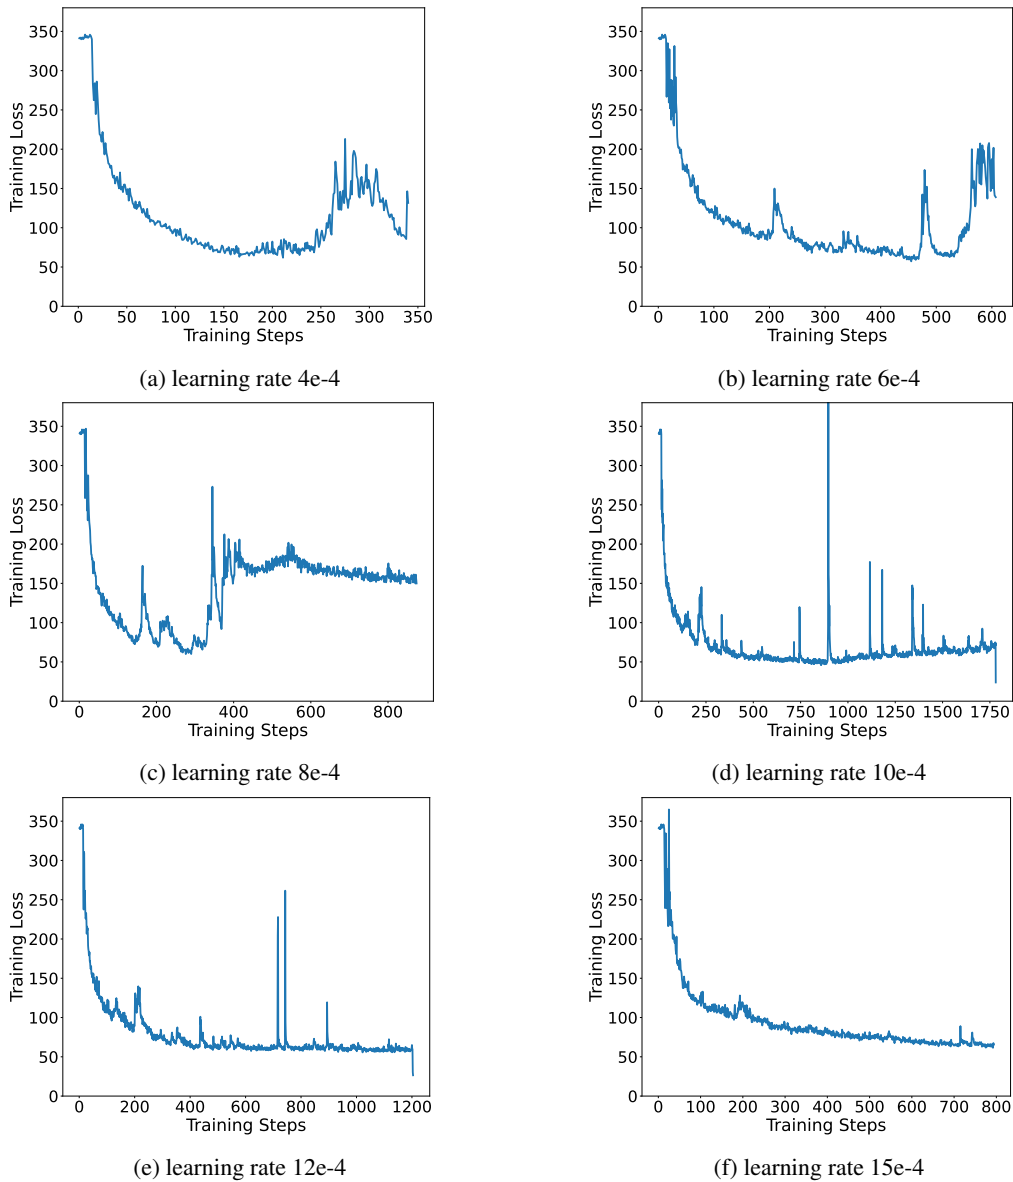 350
300
250
200
150
100
50
0
Training Loss
0 50 100 150 200 250 300 350
Training Steps
(a) learning rate 4e-4
350
300
250
200
150
100
50
0
Training Loss
0 100 200 300 400 500 600
Training Steps
(b) learning rate 6e-4
350
300
250
200
150
100
50
0
Training Loss
0 200 400 600 800
Training Steps
(c) learning rate 8e-4
350
300
250
200
150
100
50
0
Training Loss
0 250 500 750 1000 1250 1500 1750
Training Steps
(d) learning rate 10e-4
350
300
250
200
150
100
50
0
Training Loss
0 200 400 600 800 1000 1200
Training Steps
(e) learning rate 12e-4
350
300
250
200
150
100
50
0
Training Loss
0 100 200 300 400 500 600 700 800
Training Steps
(f) learning rate 15e-4